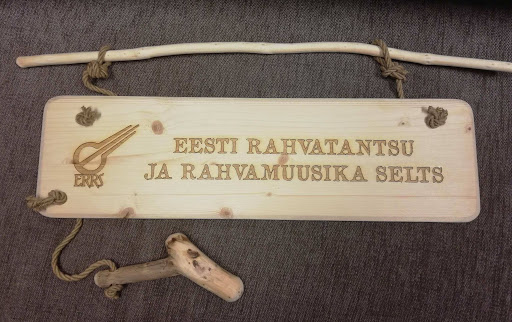 EESTI RAHVATANTSU
JA RAHVAMUUSIKA SELTS
ERRS